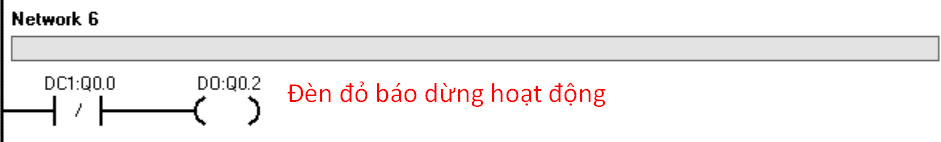 Network 6
DC1:Q0.0 DO:Q0.2 Đèn đỏ báo dừng hoạt động